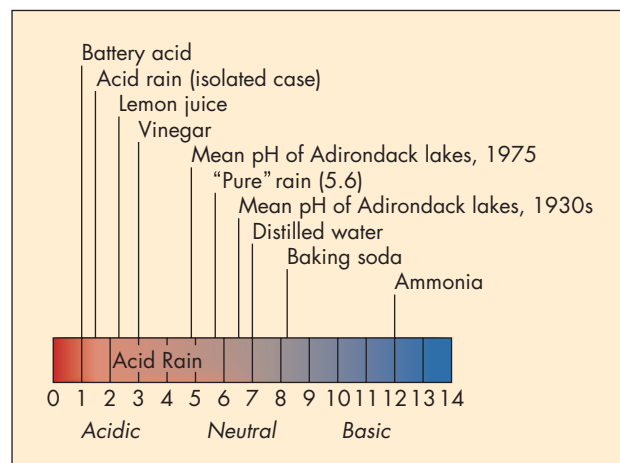 Battery acid
Acid rain (isolated case)
Lemon juice
Vinegar
Mean pH of Adirondack lakes, 1975
“Pure” rain (5.6)
Mean pH of Adirondack lakes, 1930s
Distilled water
Baking soda
Ammonia
Acid Rain
0 1 2 3 4 5 6 7 8 9 10 11 12 13 14
Acidic Neutral Basic